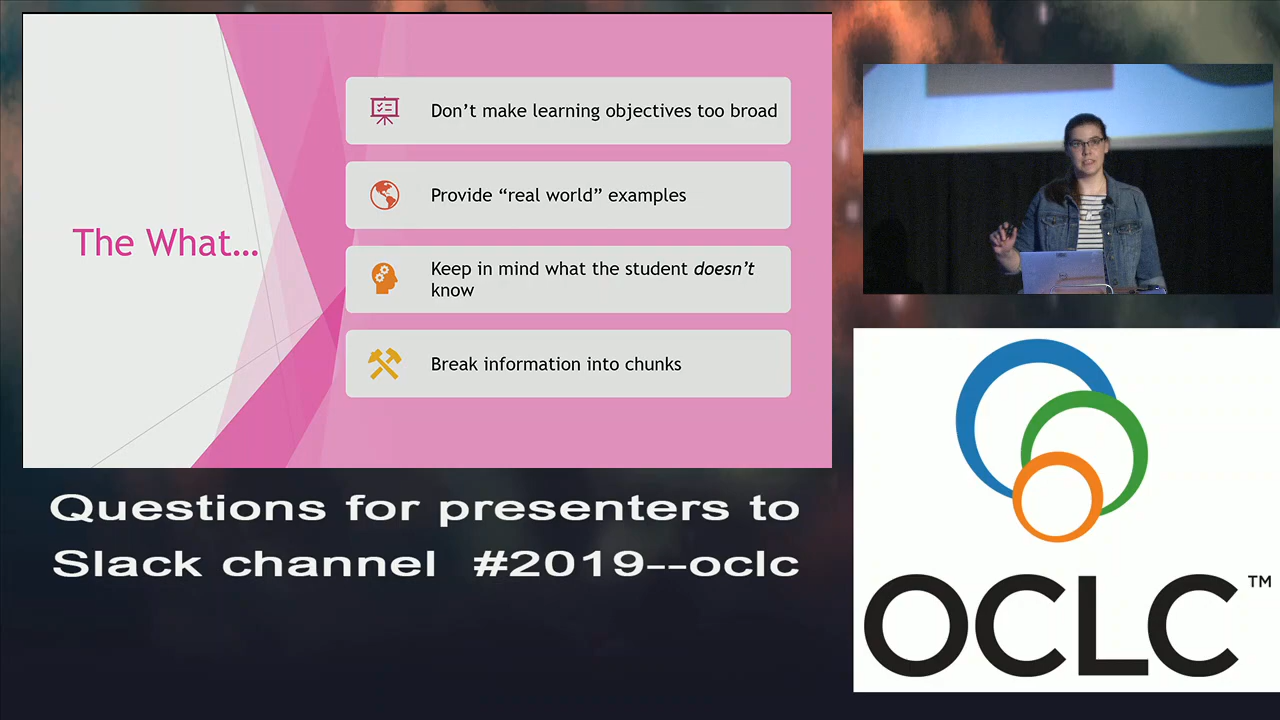 The What…
Don’t make learning objectives too broad
Provide “real world” examples
Keep in mind what the student doesn’t
know
Break information into chunks
Questions for presenters to
Slack channel #2019--oclc
OCLC™